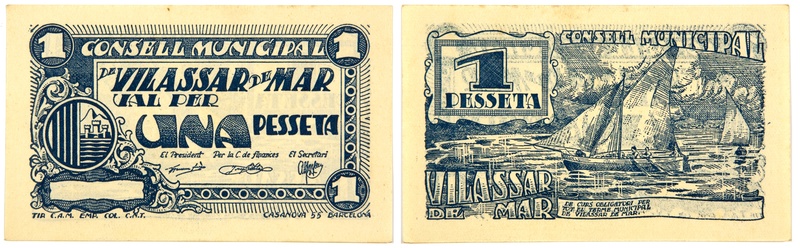 1
CONSELL MUNICIPAL
1
DE VILASSAR DE MAR
VAL PER
UNA PESSETA
El President Per la C. de finances El Secretari
1
TIP. C.A.M. EMP. COL. C.N.T. CASANOVA 55 BARCELONA
CONSELL MUNICIPAL
1
PESSETA
VILASSAR
DE MAR
DE CURS OBLIGATORI PER
TOT EL TERME MUNICIPAL
DE VILASSAR DE MAR.